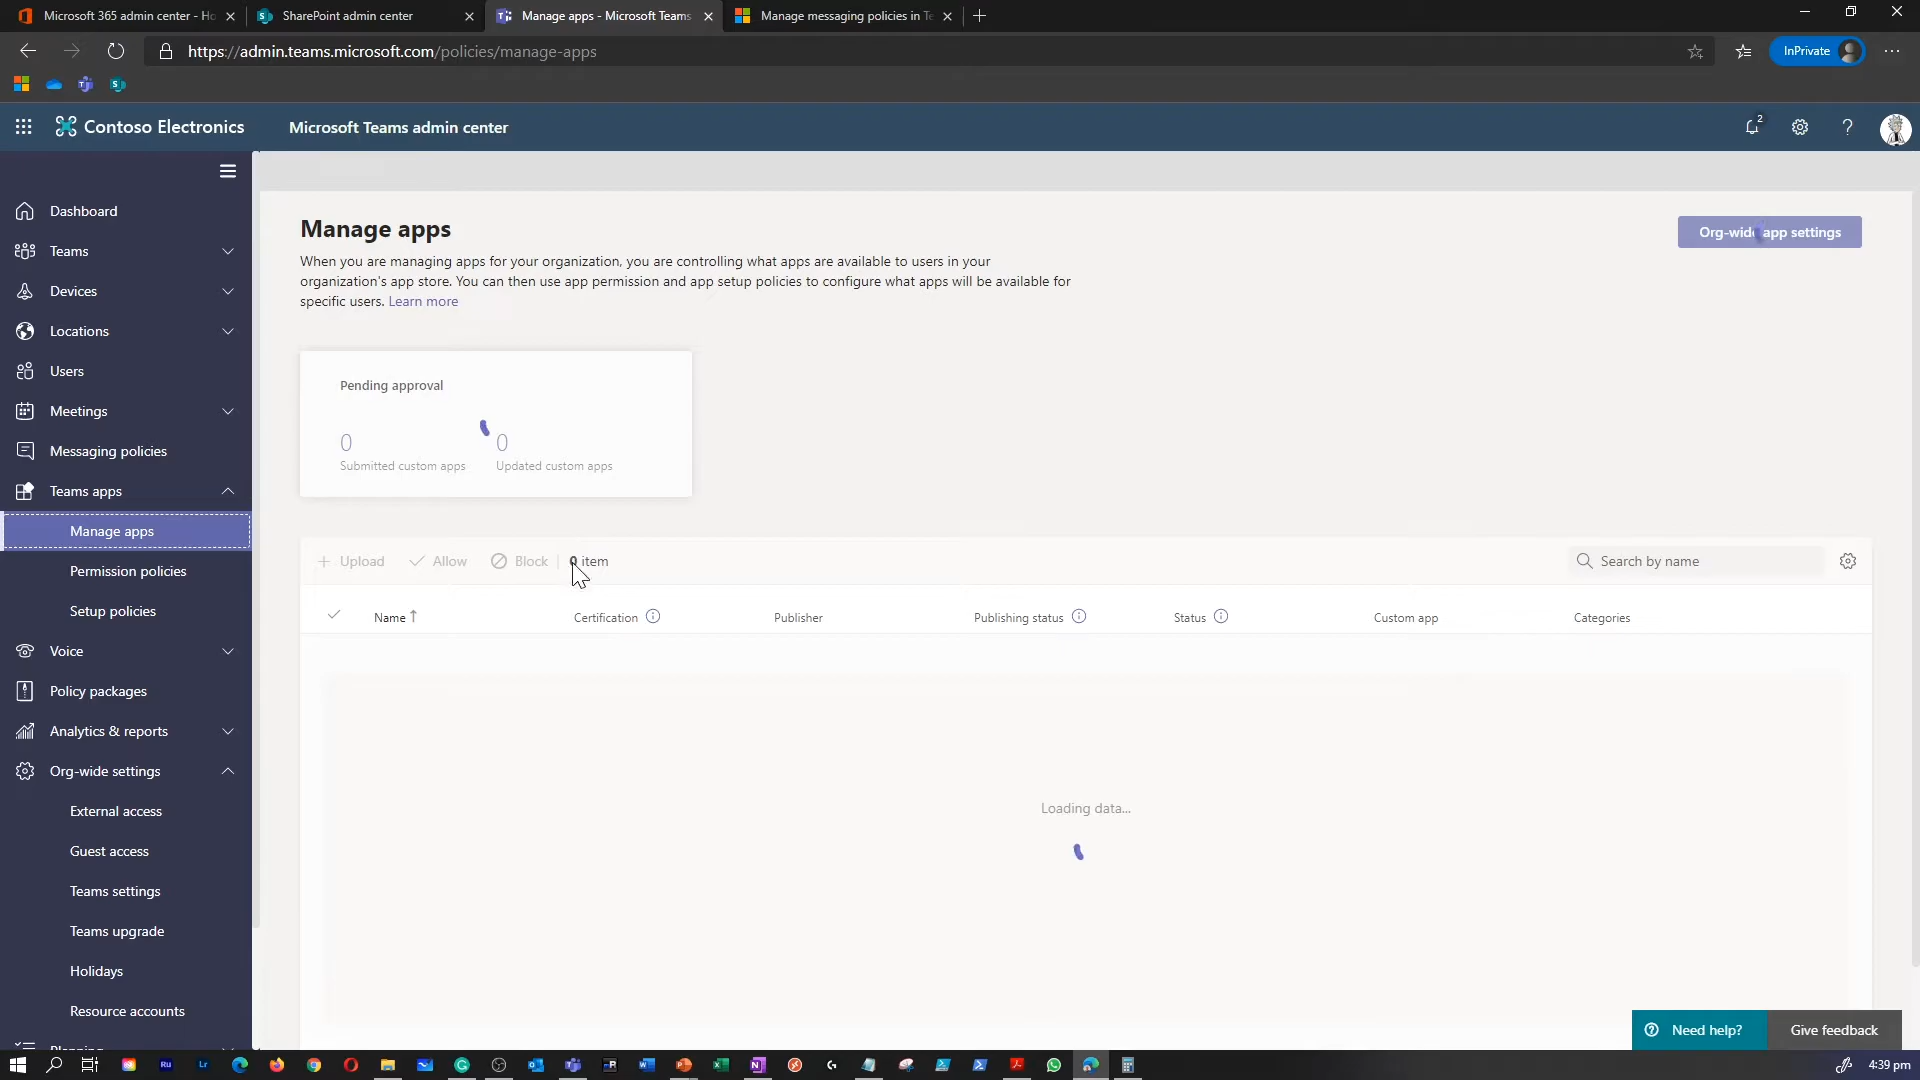 Microsoft 365 admin center - Ho
SharePoint admin center
Manage apps - Microsoft Teams
Manage messaging policies in Te
https://admin.teams.microsoft.com/policies/manage-apps
InPrivate
Contoso Electronics
Microsoft Teams admin center
2
Dashboard
Teams
Devices
Locations
Users
Meetings
Messaging policies
Teams apps
Manage apps
Permission policies
Setup policies
Voice
Policy packages
Analytics & reports
Org-wide settings
External access
Guest access
Teams settings
Teams upgrade
Holidays
Resource accounts
Planning
Manage apps
Org-wide app settings
When you are managing apps for your organization, you are controlling what apps are available to users in your
organization's app store. You can then use app permission and app setup policies to configure what apps will be available for
specific users. Learn more
Pending approval
0
0
Submitted custom apps
Updated custom apps
Upload
Allow
Block
0 item
Search by name
Name
Certification
Publisher
Publishing status
Status
Custom app
Categories
Loading data...
Need help?
Give feedback
4:39 pm